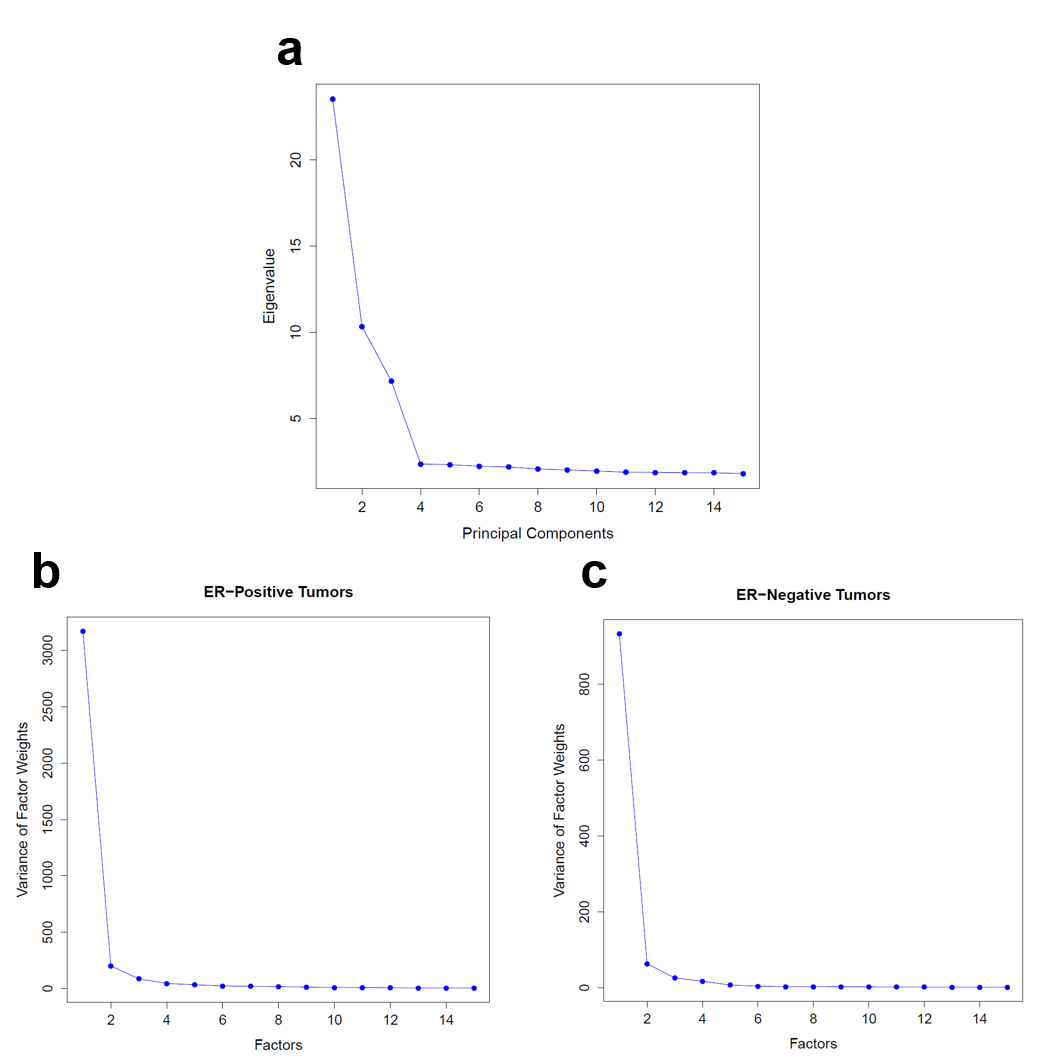 a
20
15
10
5
Eigenvalue
2 4 6 8 10 12 14
Principal Components
b
ER−Positive Tumors
3000
2500
2000
1500
1000
500
0
Variance of Factor Weights
2 4 6 8 10 12 14
Factors
c
ER−Negative Tumors
800
600
400
200
0
Variance of Factor Weights
2 4 6 8 10 12 14
Factors